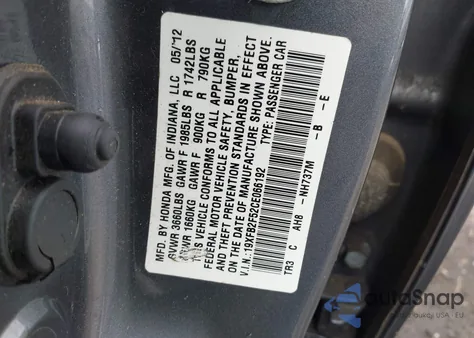 MFD. BY HONDA MFG OF INDIANA, LLC 05/'12
GVWR 3660LBS GAWR F 1985LBS R 1742LBS
GVWR 1660KG GAWR F 900KG R 790KG
THIS VEHICLE CONFORMS TO ALL APPLICABLE
FEDERAL MOTOR VEHICLE SAFETY, BUMPER,
AND THEFT PREVENTION STANDARDS IN EFFECT
ON THE DATE OF MANUFACTURE SHOWN ABOVE.
V.I.N.: 19XFB2F52CE066192 TYPE: PASSENGER CAR
TR3 C AH8 -NH737M -B -E
autoSnap